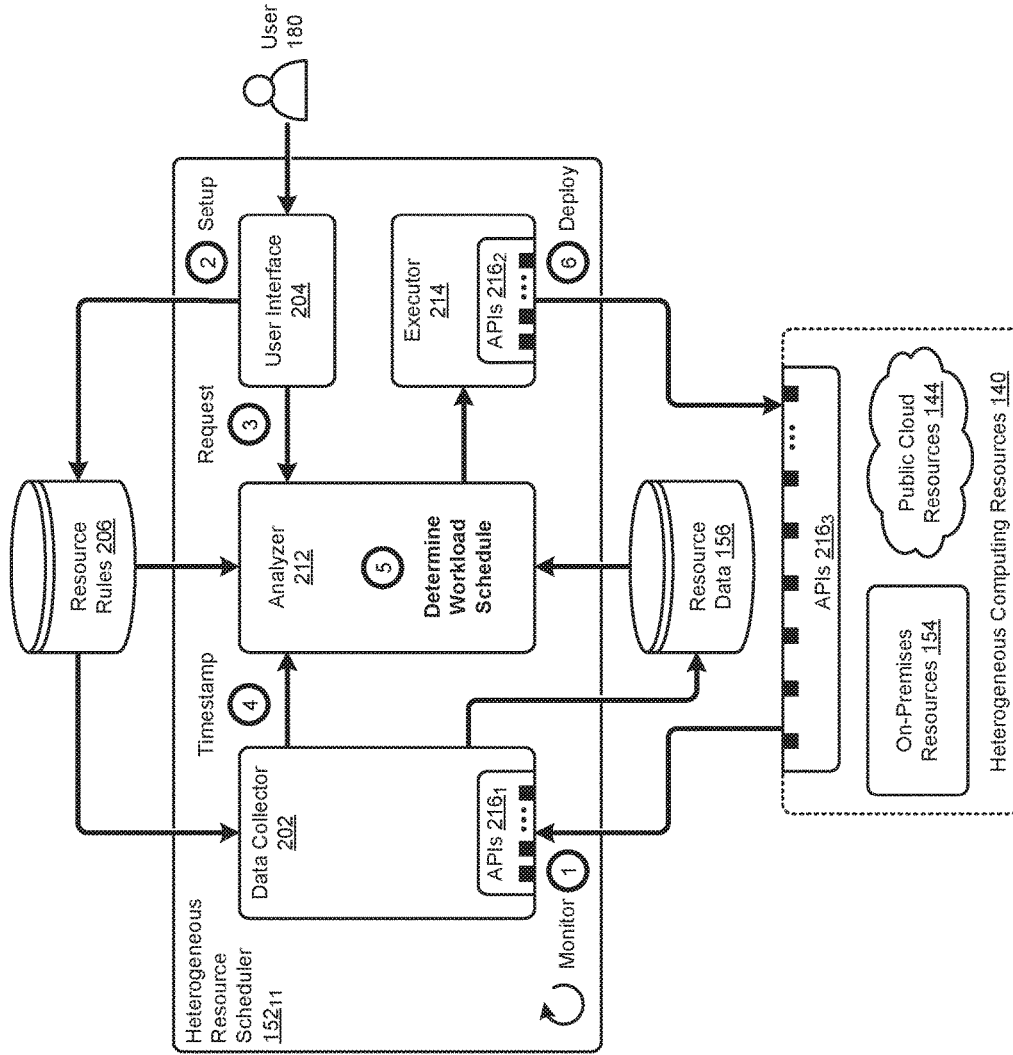 Heterogeneous
Resource
Scheduler
152₁₁
Resource
Rules 206
User
180
Timestamp
4
Request
3
2
Setup
Data Collector
202
Analyzer
212
5
Determine
Workload
Schedule
User Interface
204
Executor
214
APIs 216₁
...
APIs 216₂
...
Monitor
1
6
Deploy
Resource
Data 156
APIs 216₃
...
On-Premises
Resources 154
Public Cloud
Resources 144
Heterogeneous Computing Resources 140